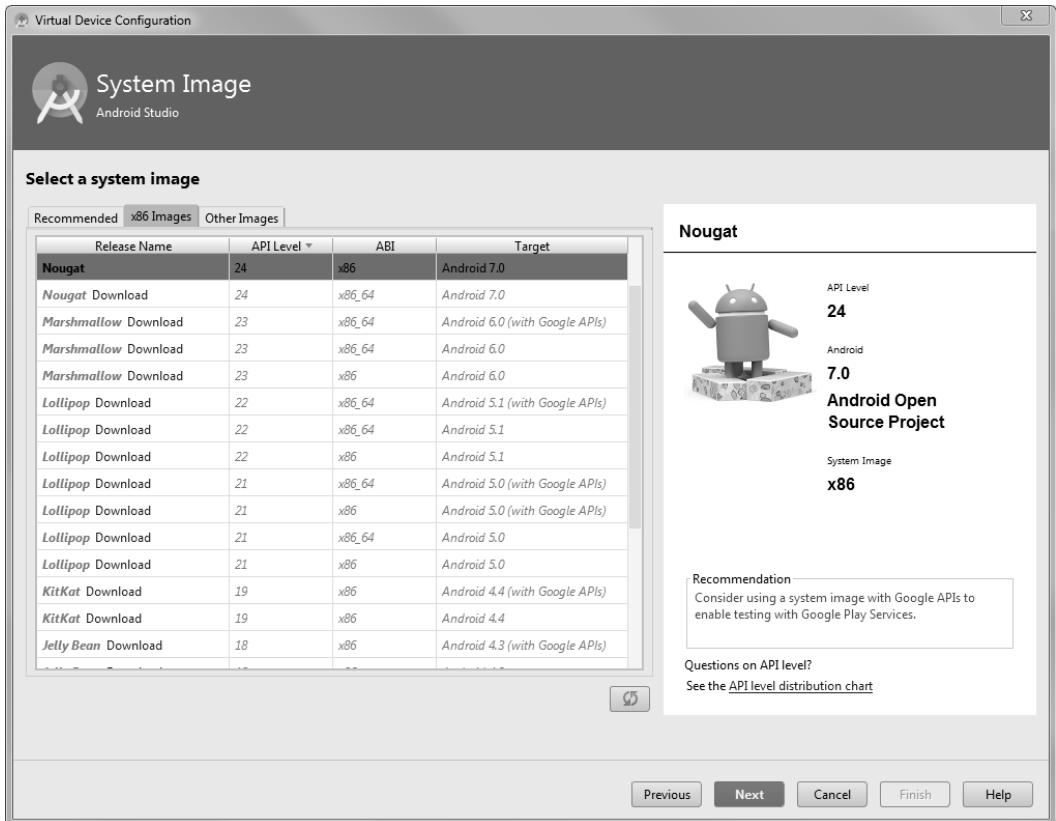 Virtual Device Configuration
System Image
Android Studio
Select a system image
Recommended x86 Images Other Images
Release Name API Level ABI Target
Nougat 24 x86 Android 7.0
Nougat Download 24 x86_64 Android 7.0
Marshmallow Download 23 x86_64 Android 6.0 (with Google APIs)
Marshmallow Download 23 x86_64 Android 6.0
Marshmallow Download 23 x86 Android 6.0
Lollipop Download 22 x86_64 Android 5.1 (with Google APIs)
Lollipop Download 22 x86_64 Android 5.1
Lollipop Download 22 x86 Android 5.1
Lollipop Download 21 x86_64 Android 5.0 (with Google APIs)
Lollipop Download 21 x86 Android 5.0 (with Google APIs)
Lollipop Download 21 x86_64 Android 5.0
Lollipop Download 21 x86 Android 5.0
KitKat Download 19 x86 Android 4.4 (with Google APIs)
KitKat Download 19 x86 Android 4.4
Jelly Bean Download 18 x86 Android 4.3 (with Google APIs)
Nougat
API Level
24
Android
7.0
Android Open
Source Project
System Image
x86
Recommendation
Consider using a system image with Google APIs to
enable testing with Google Play Services.
Questions on API level?
See the API level distribution chart
Previous Next Cancel Finish Help